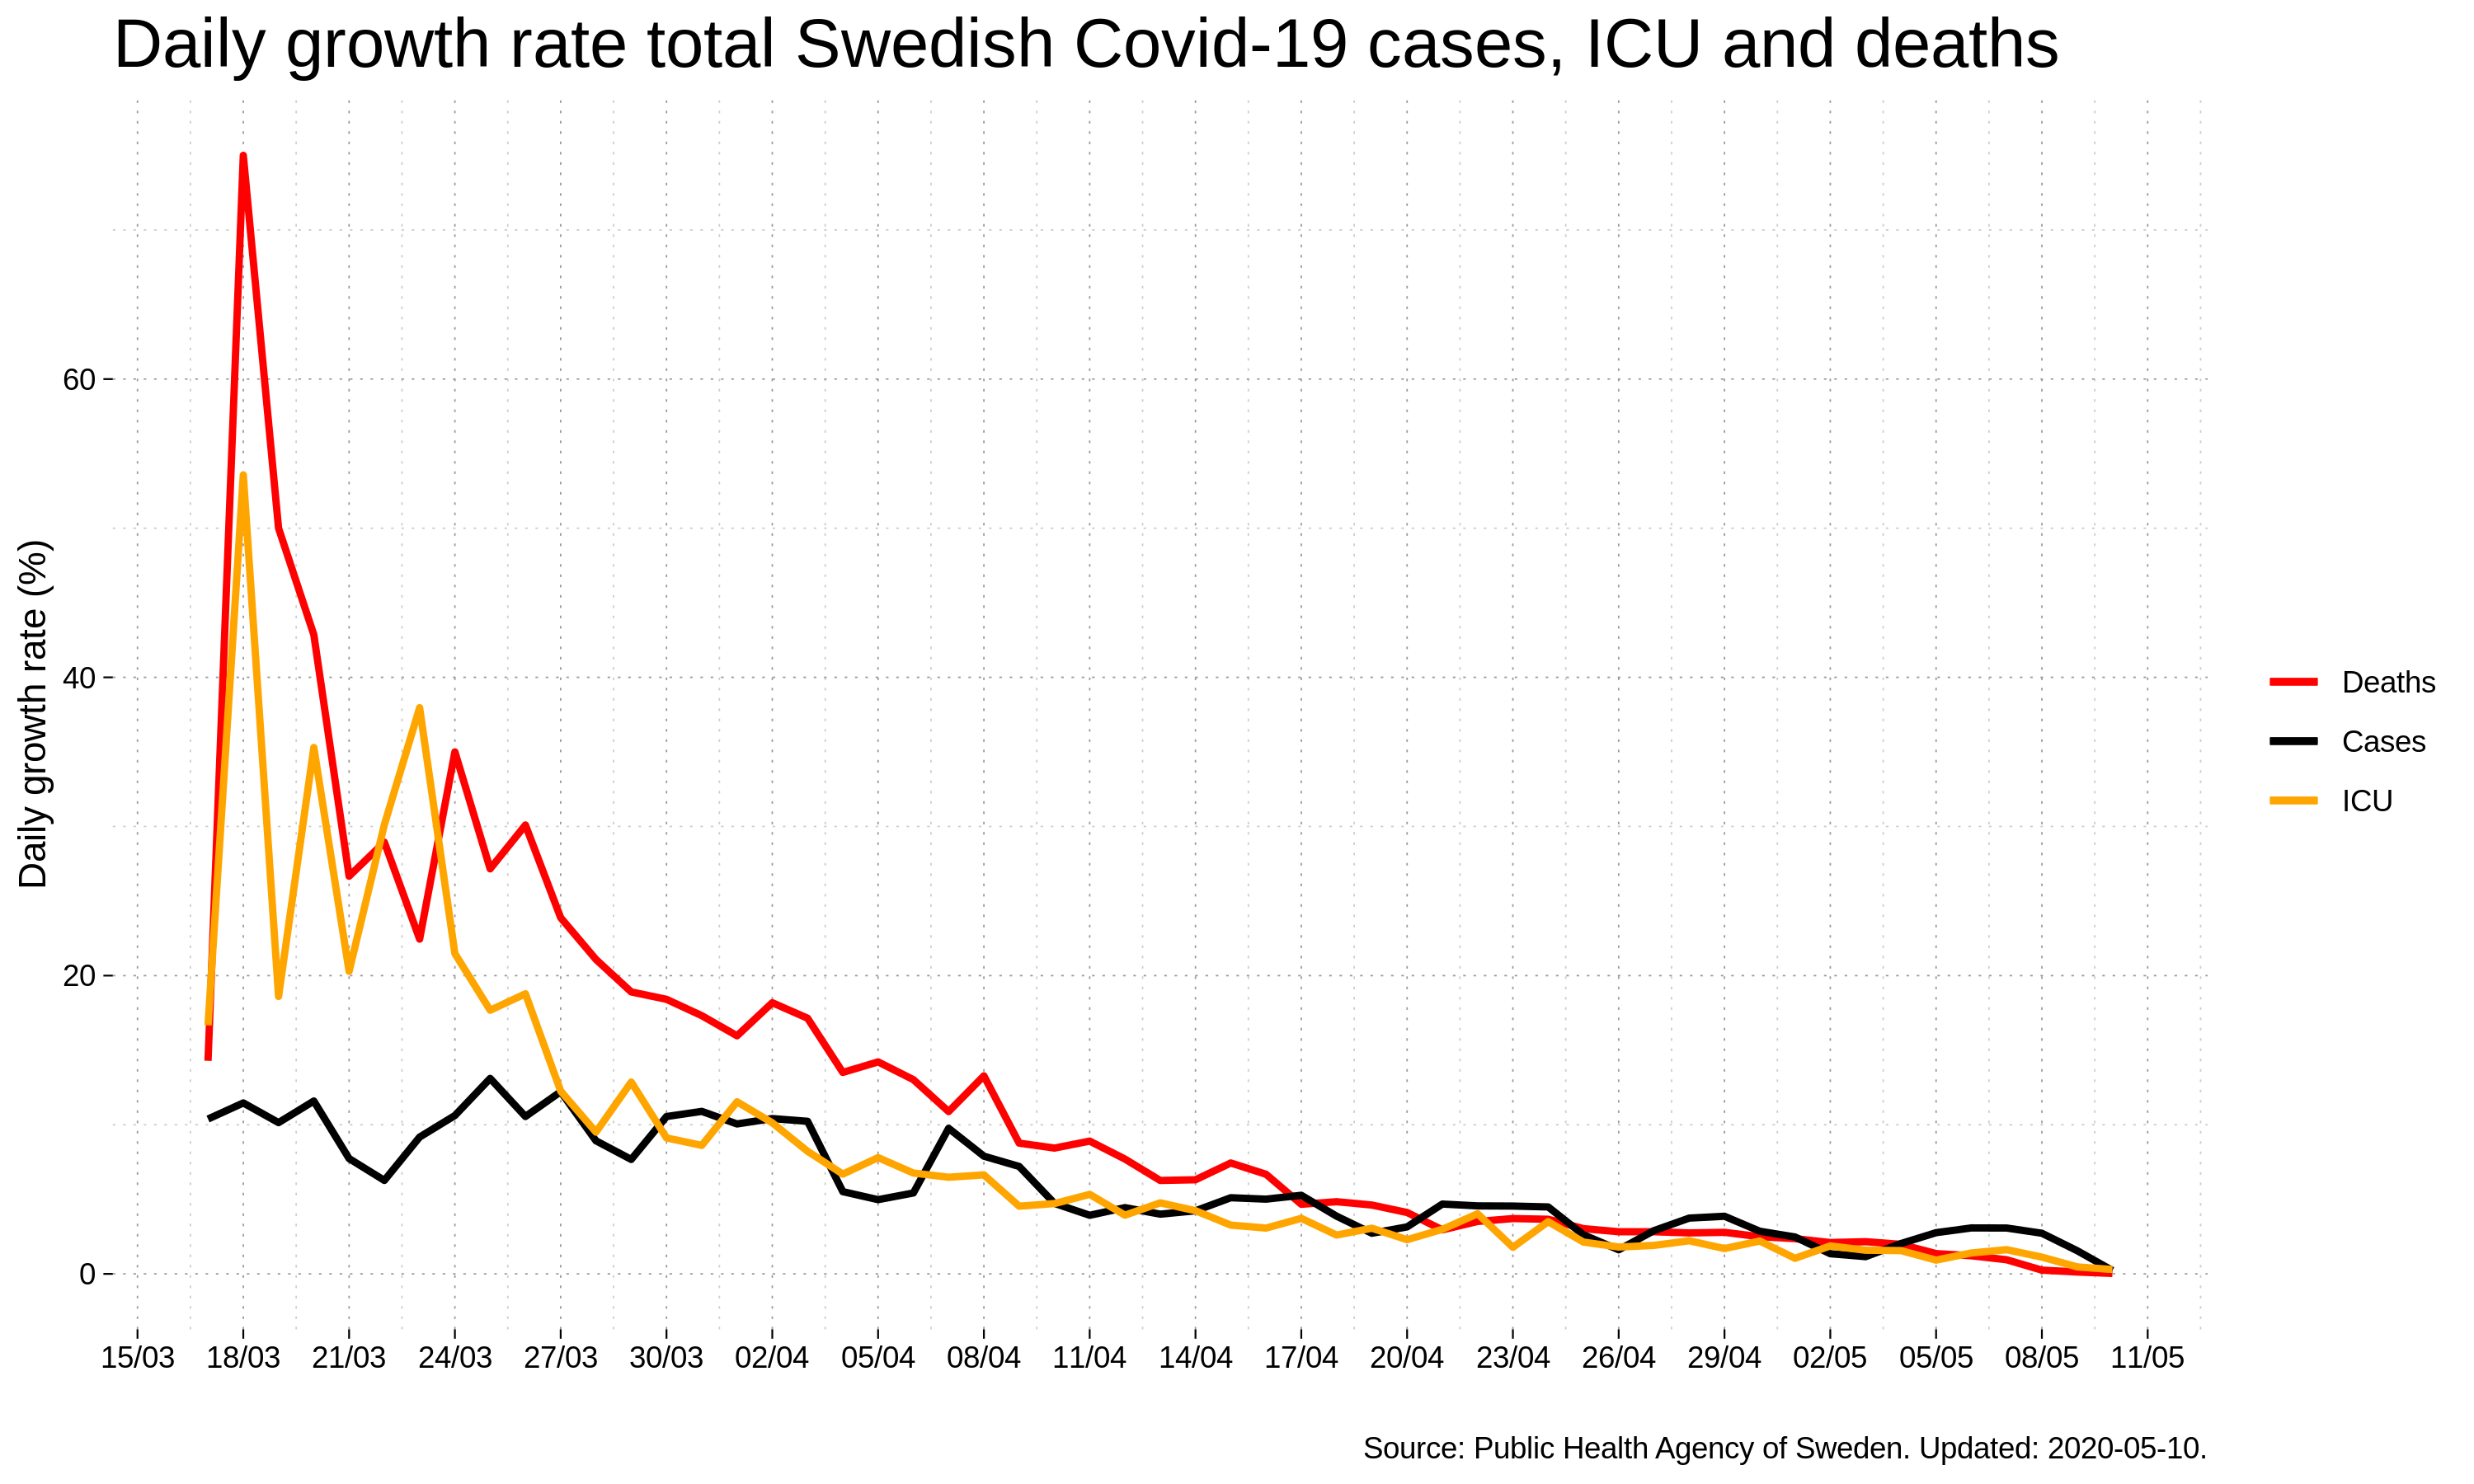 Daily growth rate total Swedish Covid-19 cases, ICU and deaths
Daily growth rate (%)
60
40
20
0
Deaths
Cases
ICU
15/03 18/03 21/03 24/03 27/03 30/03 02/04 05/04 08/04 11/04 14/04 17/04 20/04 23/04 26/04 29/04 02/05 05/05 08/05 11/05
Source: Public Health Agency of Sweden. Updated: 2020-05-10.